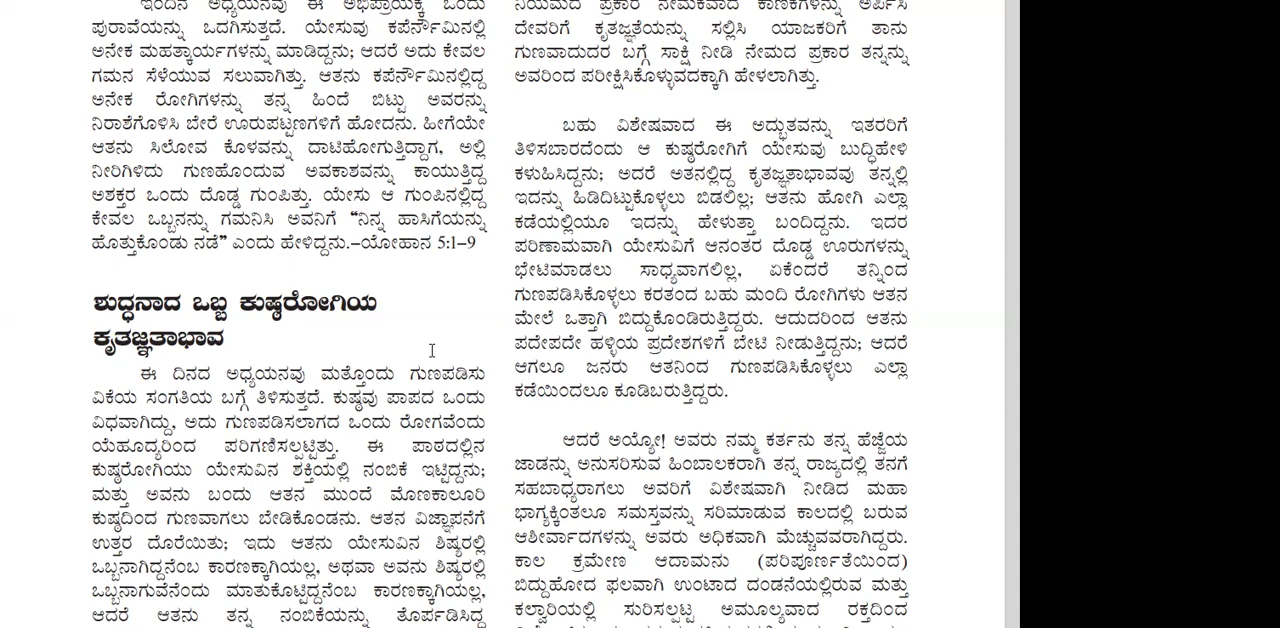 ಇಂದಿನ ಅಧ್ಯಯನವು ಈ ಅಭಿಪ್ರಾಯಕ್ಕೆ ಒಂದು
ಪುರಾವೆಯನ್ನು ಒದಗಿಸುತ್ತದೆ. ಯೇಸುವು ಕಪೆರ್ನೌಮಿನಲ್ಲಿ
ಅನೇಕ ಮಹತ್ಕಾರ್ಯಗಳನ್ನು ಮಾಡಿದ್ದನು; ಆದರೆ ಅದು ಕೇವಲ
ಗಮನ ಸೆಳೆಯುವ ಸಲುವಾಗಿತ್ತು. ಆತನು ಕಪೆರ್ನೌಮಿನಲ್ಲಿದ್ದ
ಅನೇಕ ರೋಗಿಗಳನ್ನು ತನ್ನ ಹಿಂದೆ ಬಿಟ್ಟು ಅವರನ್ನು
ನಿರಾಶೆಗೊಳಿಸಿ ಬೇರೆ ಊರುಪಟ್ಟಣಗಳಿಗೆ ಹೋದನು. ಹೀಗೆಯೇ
ಆತನು ಸಿಲೋವ ಕೊಳವನ್ನು ದಾಟಿಹೋಗುತ್ತಿದ್ದಾಗ, ಅಲ್ಲಿ
ನೀರಿಗಿಳಿದು ಗುಣಹೊಂದುವ ಅವಕಾಶವನ್ನು ಕಾಯುತ್ತಿದ್ದ
ಅಶಕ್ತರ ಒಂದು ದೊಡ್ಡ ಗುಂಪಿತ್ತು. ಯೇಸು ಆ ಗುಂಪಿನಲ್ಲಿದ್ದ
ಕೇವಲ ಒಬ್ಬನನ್ನು ಗಮನಿಸಿ ಅವನಿಗೆ “ನಿನ್ನ ಹಾಸಿಗೆಯನ್ನು
ಹೊತ್ತುಕೊಂಡು ನಡೆ” ಎಂದು ಹೇಳಿದ್ದನು.–ಯೋಹಾನ 5:1–9
ಶುದ್ಧನಾದ ಒಬ್ಬ ಕುಷ್ಠರೋಗಿಯ
ಕೃತಜ್ಞತಾಭಾವ
ಈ ದಿನದ ಅಧ್ಯಯನವು ಮತ್ತೊಂದು ಗುಣಪಡಿಸು
ವಿಕೆಯ ಸಂಗತಿಯ ಬಗ್ಗೆ ತಿಳಿಸುತ್ತದೆ. ಕುಷ್ಠವು ಪಾಪದ ಒಂದು
ವಿಧವಾಗಿದ್ದು, ಅದು ಗುಣಪಡಿಸಲಾಗದ ಒಂದು ರೋಗವೆಂದು
ಯೆಹೂದ್ಯರಿಂದ ಪರಿಗಣಿಸಲ್ಪಟ್ಟಿತ್ತು. ಈ ಪಾಠದಲ್ಲಿನ
ಕುಷ್ಠರೋಗಿಯು ಯೇಸುವಿನ ಶಕ್ತಿಯಲ್ಲಿ ನಂಬಿಕೆ ಇಟ್ಟಿದ್ದನು;
ಮತ್ತು ಅವನು ಬಂದು ಆತನ ಮುಂದೆ ಮೊಣಕಾಲೂರಿ
ಕುಷ್ಠದಿಂದ ಗುಣವಾಗಲು ಬೇಡಿಕೊಂಡನು. ಆತನ ವಿಜ್ಞಾಪನೆಗೆ
ಉತ್ತರ ದೊರೆಯಿತು; ಇದು ಆತನು ಯೇಸುವಿನ ಶಿಷ್ಯರಲ್ಲಿ
ಒಬ್ಬನಾಗಿದ್ದನೆಂಬ ಕಾರಣಕ್ಕಾಗಿಯಲ್ಲ, ಅಥವಾ ಅವನು ಶಿಷ್ಯರಲ್ಲಿ
ಒಬ್ಬನಾಗುವೆನೆಂದು ಮಾತುಕೊಟ್ಟಿದ್ದನೆಂಬ ಕಾರಣಕ್ಕಾಗಿಯಲ್ಲ,
ಆದರೆ ಆತನು ತನ್ನ ನಂಬಿಕೆಯನ್ನು ತೋರ್ಪಡಿಸಿದ್ದ
ನಿಯಮದ ಪ್ರಕಾರ ನೇಮಕವಾದ ಕಾಣಿಕೆಗಳನ್ನು ಅರ್ಪಿಸಿ
ದೇವರಿಗೆ ಕೃತಜ್ಞತೆಯನ್ನು ಸಲ್ಲಿಸಿ ಯಾಜಕರಿಗೆ ತಾನು
ಗುಣವಾದುದರ ಬಗ್ಗೆ ಸಾಕ್ಷಿ ನೀಡಿ ನೇಮದ ಪ್ರಕಾರ ತನ್ನನ್ನು
ಅವರಿಂದ ಪರೀಕ್ಷಿಸಿಕೊಳ್ಳುವದಕ್ಕಾಗಿ ಹೇಳಲಾಗಿತ್ತು.
ಬಹು ವಿಶೇಷವಾದ ಈ ಅದ್ಭುತವನ್ನು ಇತರರಿಗೆ
ತಿಳಿಸಬಾರದೆಂದು ಆ ಕುಷ್ಠರೋಗಿಗೆ ಯೇಸುವು ಬುದ್ಧಿಹೇಳಿ
ಕಳುಹಿಸಿದ್ದನು; ಅದರೆ ಅತನಲ್ಲಿದ್ದ ಕೃತಜ್ಞತಾಭಾವವು ತನ್ನಲ್ಲಿ
ಇದನ್ನು ಹಿಡಿದಿಟ್ಟುಕೊಳ್ಳಲು ಬಿಡಲಿಲ್ಲ; ಆತನು ಹೋಗಿ ಎಲ್ಲಾ
ಕಡೆಯಲ್ಲಿಯೂ ಇದನ್ನು ಹೇಳುತ್ತಾ ಬಂದಿದ್ದನು. ಇದರ
ಪರಿಣಾಮವಾಗಿ ಯೇಸುವಿಗೆ ಆನಂತರ ದೊಡ್ಡ ಊರುಗಳನ್ನು
ಭೇಟಿಮಾಡಲು ಸಾಧ್ಯವಾಗಲಿಲ್ಲ, ಏಕೆಂದರೆ ತನ್ನಿಂದ
ಗುಣಪಡಿಸಿಕೊಳ್ಳಲು ಕರತಂದ ಬಹು ಮಂದಿ ರೋಗಿಗಳು ಆತನ
ಮೇಲೆ ಒತ್ತಾಗಿ ಬಿದ್ದುಕೊಂಡಿರುತ್ತಿದ್ದರು. ಆದುದರಿಂದ ಆತನು
ಪದೇಪದೇ ಹಳ್ಳಿಯ ಪ್ರದೇಶಗಳಿಗೆ ಬೇಟಿ ನೀಡುತ್ತಿದ್ದನು; ಆದರೆ
ಆಗಲೂ ಜನರು ಆತನಿಂದ ಗುಣಪಡಿಸಿಕೊಳ್ಳಲು ಎಲ್ಲಾ
ಕಡೆಯಿಂದಲೂ ಕೂಡಿಬರುತ್ತಿದ್ದರು.
ಆದರೆ ಅಯ್ಯೋ! ಅವರು ನಮ್ಮ ಕರ್ತನು ತನ್ನ ಹೆಜ್ಜೆಯ
ಜಾಡನ್ನು ಅನುಸರಿಸುವ ಹಿಂಬಾಲಕರಾಗಿ ತನ್ನ ರಾಜ್ಯದಲ್ಲಿ ತನಗೆ
ಸಹಬಾಧ್ಯರಾಗಲು ಅವರಿಗೆ ವಿಶೇಷವಾಗಿ ನೀಡಿದ ಮಹಾ
ಭಾಗ್ಯಕ್ಕಿಂತಲೂ ಸಮಸ್ತವನ್ನು ಸರಿಮಾಡುವ ಕಾಲದಲ್ಲಿ ಬರುವ
ಆಶೀರ್ವಾದಗಳನ್ನು ಅವರು ಅಧಿಕವಾಗಿ ಮೆಚ್ಚುವವರಾಗಿದ್ದರು.
ಕಾಲ ಕ್ರಮೇಣ ಆದಾಮನು (ಪರಿಪೂರ್ಣತೆಯಿಂದ)
ಬಿದ್ದುಹೋದ ಫಲವಾಗಿ ಉಂಟಾದ ದಂಡನೆಯಲ್ಲಿರುವ ಮತ್ತು
ಕಲ್ವಾರಿಯಲ್ಲಿ ಸುರಿಸಲ್ಪಟ್ಟ ಅಮೂಲ್ಯವಾದ ರಕ್ತದಿಂದ